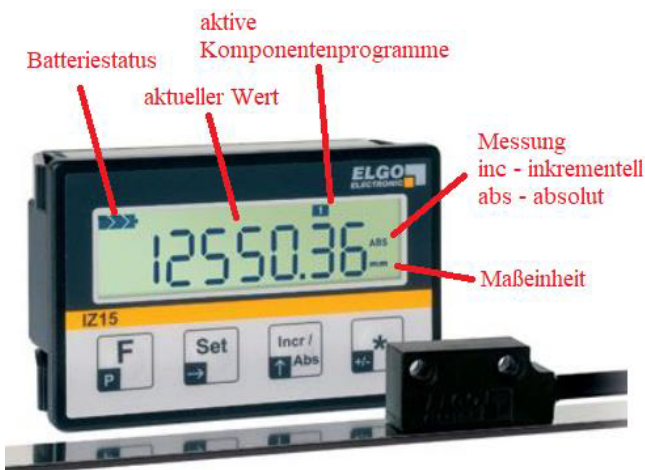 aktive
Komponentenprogramme
Batteriestatus
aktueller Wert
Messung
inc - inkrementell
abs - absolut
Maßeinheit
ELGO
ELECTRONIC
1
12550.36
ABS
mm
IZ15
F
P
Set
→
Incr /
↑ Abs
*
+/-